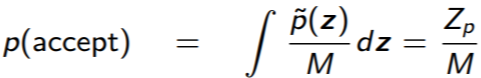 p(accept) = ∫ p̃(z)/M dz = Z_p/M